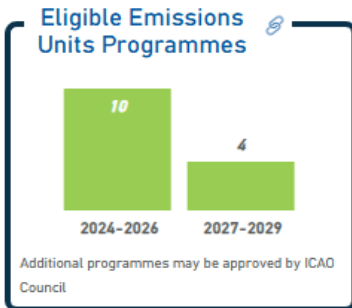 Eligible Emissions
Units Programmes
10
4
2024-2026
2027-2029
Additional programmes may be approved by ICAO
Council